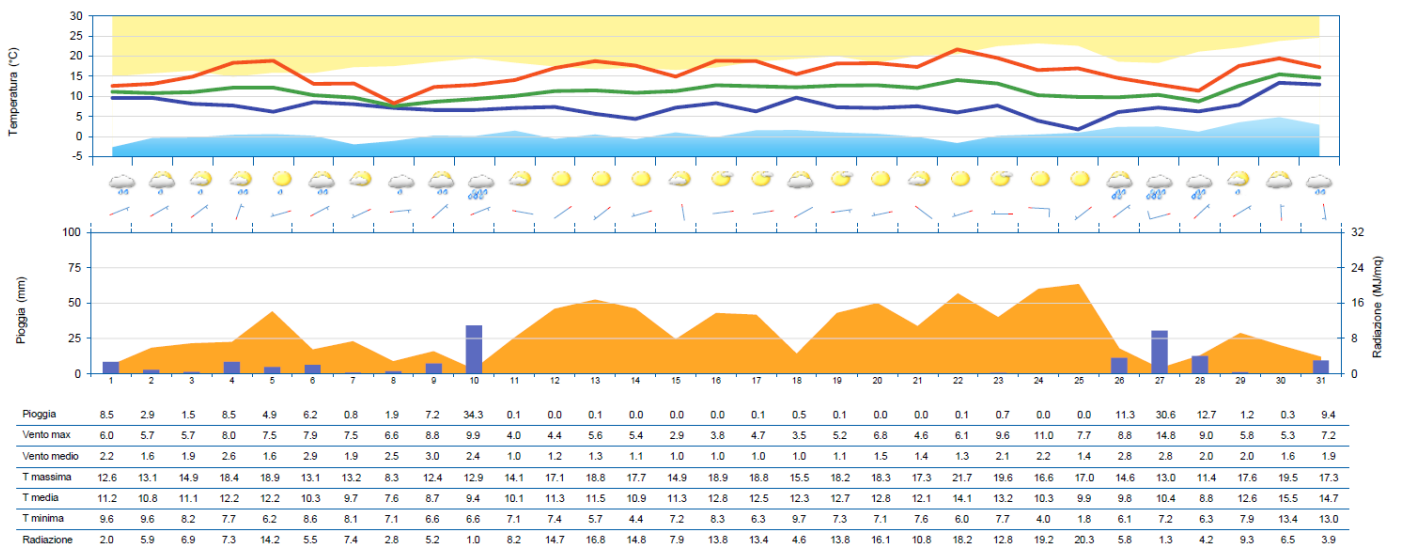 30
25
20
15
10
5
0
-5
Temperatura (°C)
100
75
50
25
0
Pioggia (mm)
32
24
16
8
0
Radiazione (MJ/mq)
1 2 3 4 5 6 7 8 9 10 11 12 13 14 15 16 17 18 19 20 21 22 23 24 25 26 27 28 29 30 31
Pioggia 8.5 2.9 1.5 8.5 4.9 6.2 0.8 1.9 7.2 34.3 0.1 0.0 0.1 0.0 0.0 0.0 0.1 0.5 0.1 0.0 0.0 0.1 0.7 0.0 0.0 11.3 30.6 12.7 1.2 0.3 9.4
Vento max 6.0 5.7 5.7 8.0 7.5 7.9 7.5 6.6 8.8 9.9 4.0 4.4 5.6 5.4 2.9 3.8 4.7 3.5 5.2 6.8 4.6 6.1 9.6 11.0 7.7 8.8 14.8 9.0 5.8 5.3 7.2
Vento medio 2.2 1.6 1.9 2.6 1.6 2.9 1.9 2.5 3.0 2.4 1.0 1.2 1.3 1.1 1.0 1.0 1.0 1.0 1.1 1.5 1.4 1.3 2.1 2.2 1.4 2.8 2.8 2.0 2.0 1.6 1.9
T massima 12.6 13.1 14.9 18.4 18.9 13.1 13.2 8.3 12.4 12.9 14.1 17.1 18.8 17.7 14.9 18.9 18.8 15.5 18.2 18.3 17.3 21.7 19.6 16.6 17.0 14.6 13.0 11.4 17.6 19.5 17.3
T media 11.2 10.8 11.1 12.2 12.2 10.3 9.7 7.6 8.7 9.4 10.1 11.3 11.5 10.9 11.3 12.8 12.5 12.3 12.7 12.8 12.1 14.1 13.2 10.3 9.9 9.8 10.4 8.8 12.6 15.5 14.7
T minima 9.6 9.6 8.2 7.7 6.2 8.6 8.1 7.1 6.6 6.6 7.1 7.4 5.7 4.4 7.2 8.3 6.3 9.7 7.3 7.1 7.6 6.0 7.7 4.0 1.8 6.1 7.2 6.3 7.9 13.4 13.0
Radiazione 2.0 5.9 6.9 7.3 14.2 5.5 7.4 2.8 5.2 1.0 8.2 14.7 16.8 14.8 7.9 13.8 13.4 4.6 13.8 16.1 10.8 18.2 12.8 19.2 20.3 5.8 1.3 4.2 9.3 6.5 3.9